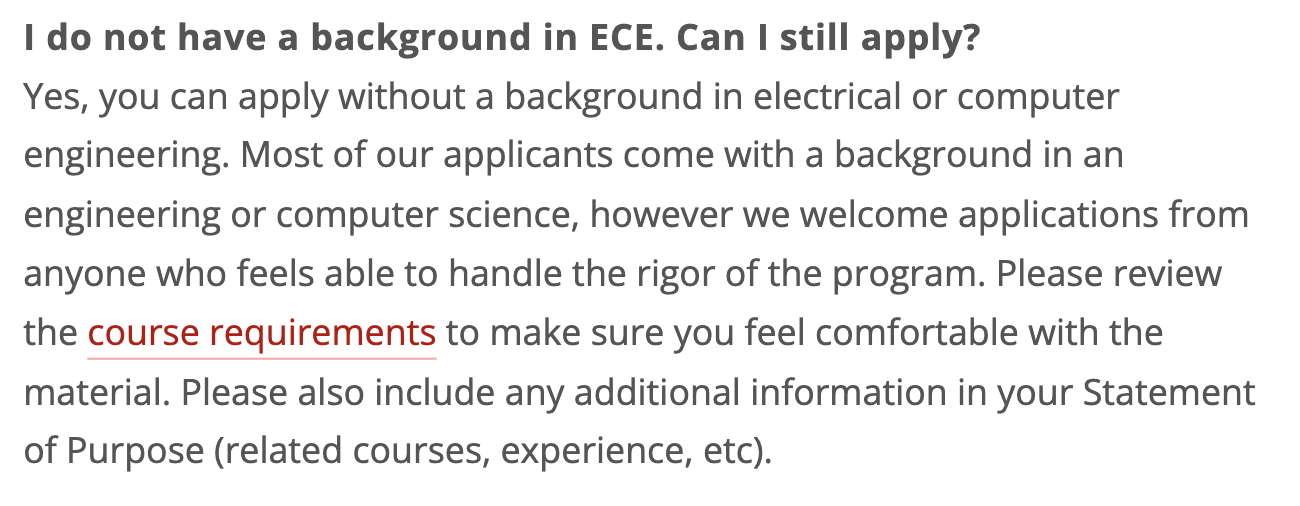 I do not have a background in ECE. Can I still apply?
Yes, you can apply without a background in electrical or computer
engineering. Most of our applicants come with a background in an
engineering or computer science, however we welcome applications from
anyone who feels able to handle the rigor of the program. Please review
the course requirements to make sure you feel comfortable with the
material. Please also include any additional information in your Statement
of Purpose (related courses, experience, etc).